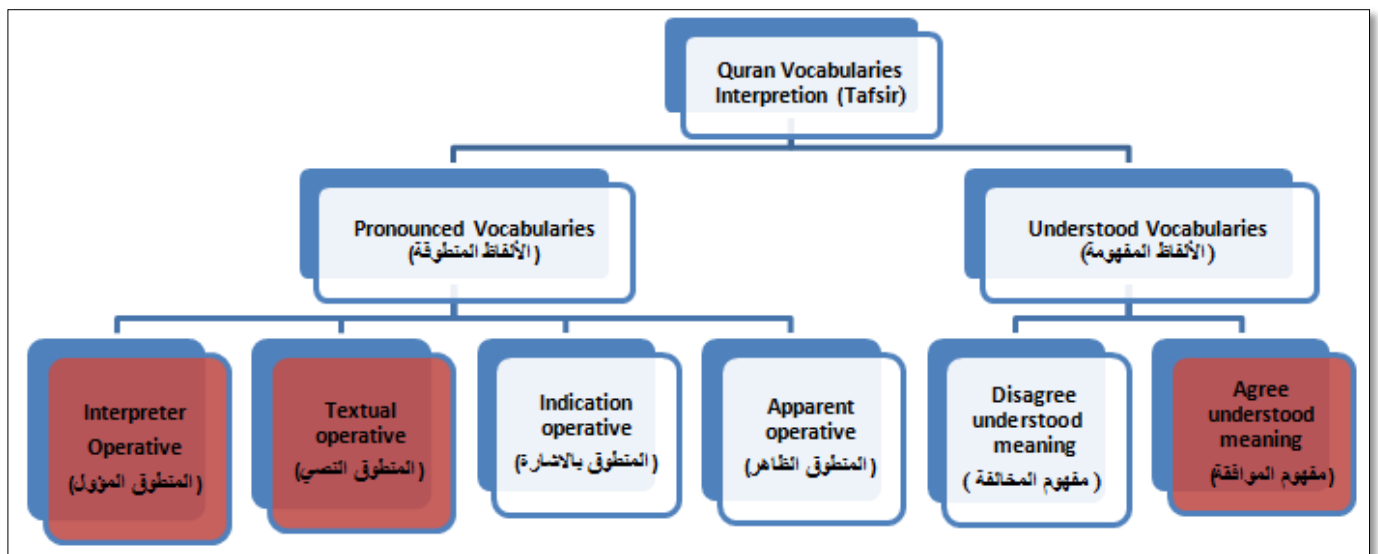 Quran Vocabularies
Interpretion (Tafsir)
Pronounced Vocabularies
(الألفاظ المنطوقة)
Understood Vocabularies
(الألفاظ المفهومة)
Interpreter
Operative
(المنطوق المؤول)
Textual
operative
(المنطوق النصي)
Indication
operative
(المنطوق بالاشارة)
Apparent
operative
(المنطوق الظاهر)
Disagree
understood
meaning
(مفهوم المخالفة )
Agree
understood
meaning
(مفهوم الموافقة)